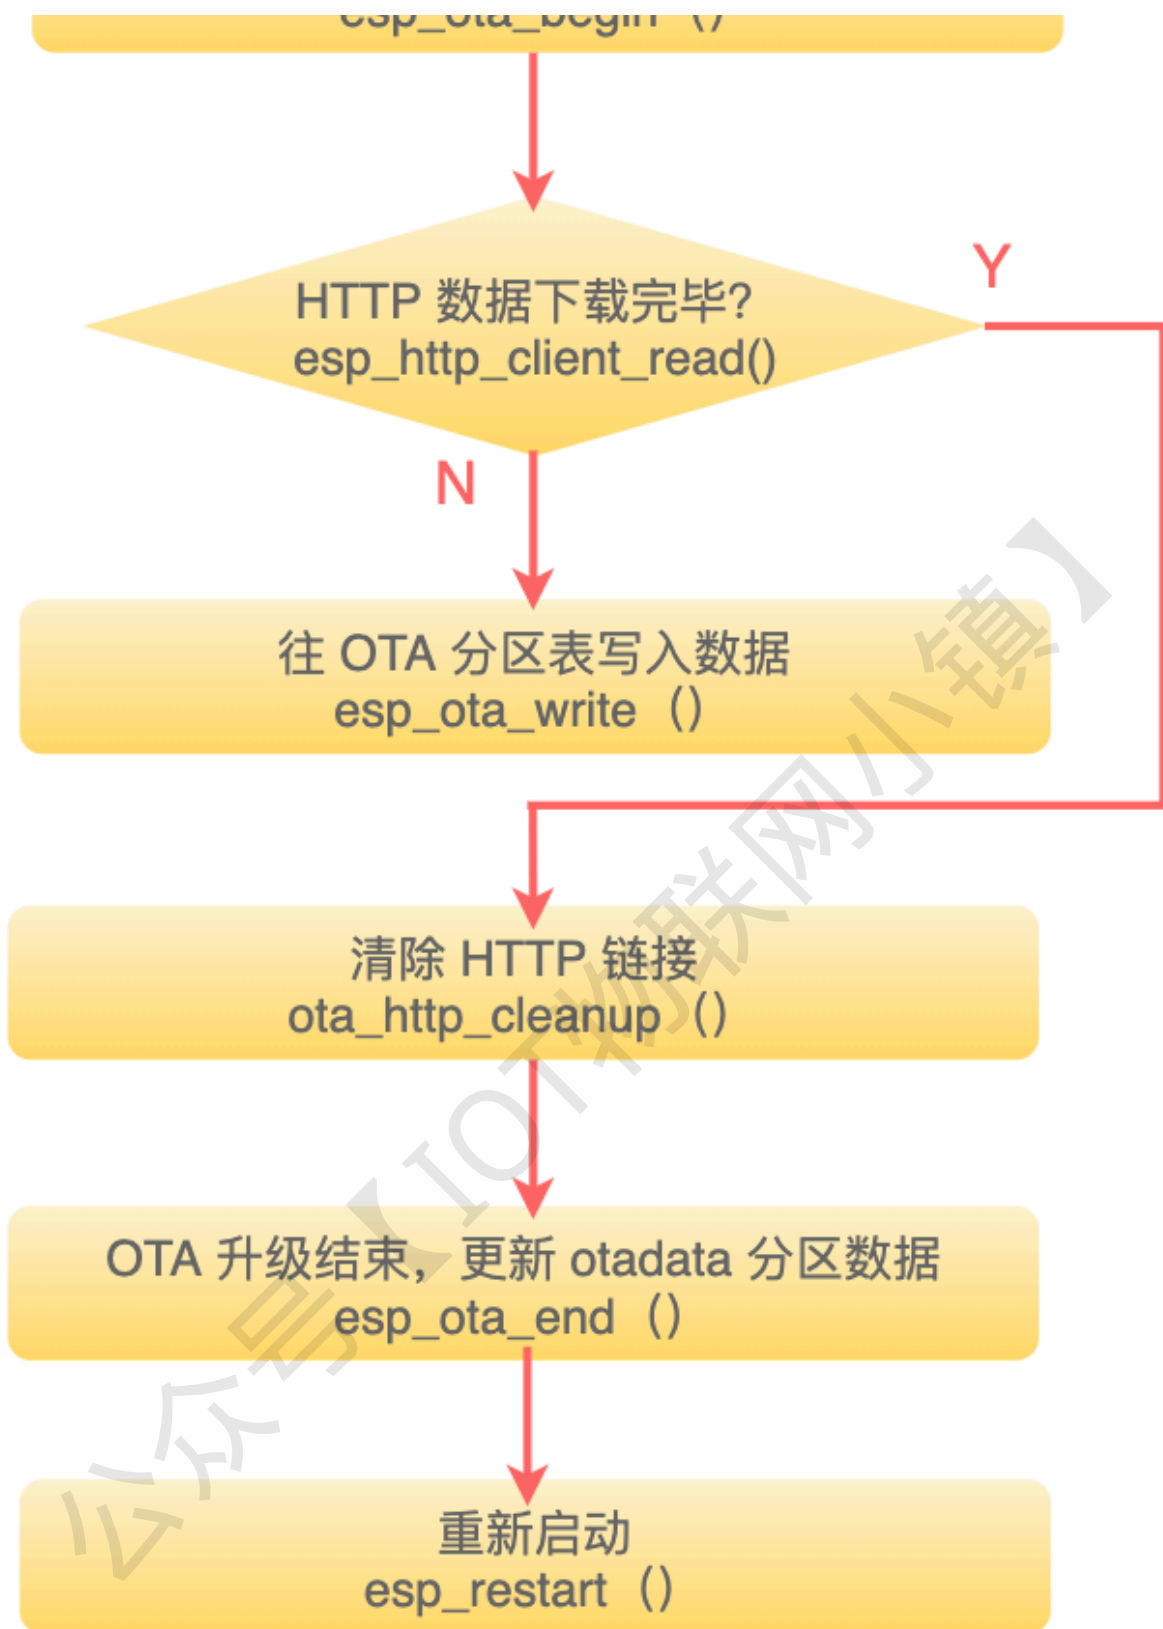 esp_ota_begin（）
HTTP 数据下载完毕?
esp_http_client_read()
Y
N
往 OTA 分区表写入数据
esp_ota_write（）
清除 HTTP 链接
ota_http_cleanup（）
OTA 升级结束，更新 otadata 分区数据
esp_ota_end（）
重新启动
esp_restart（）
公众号【IOT物联网小镇】